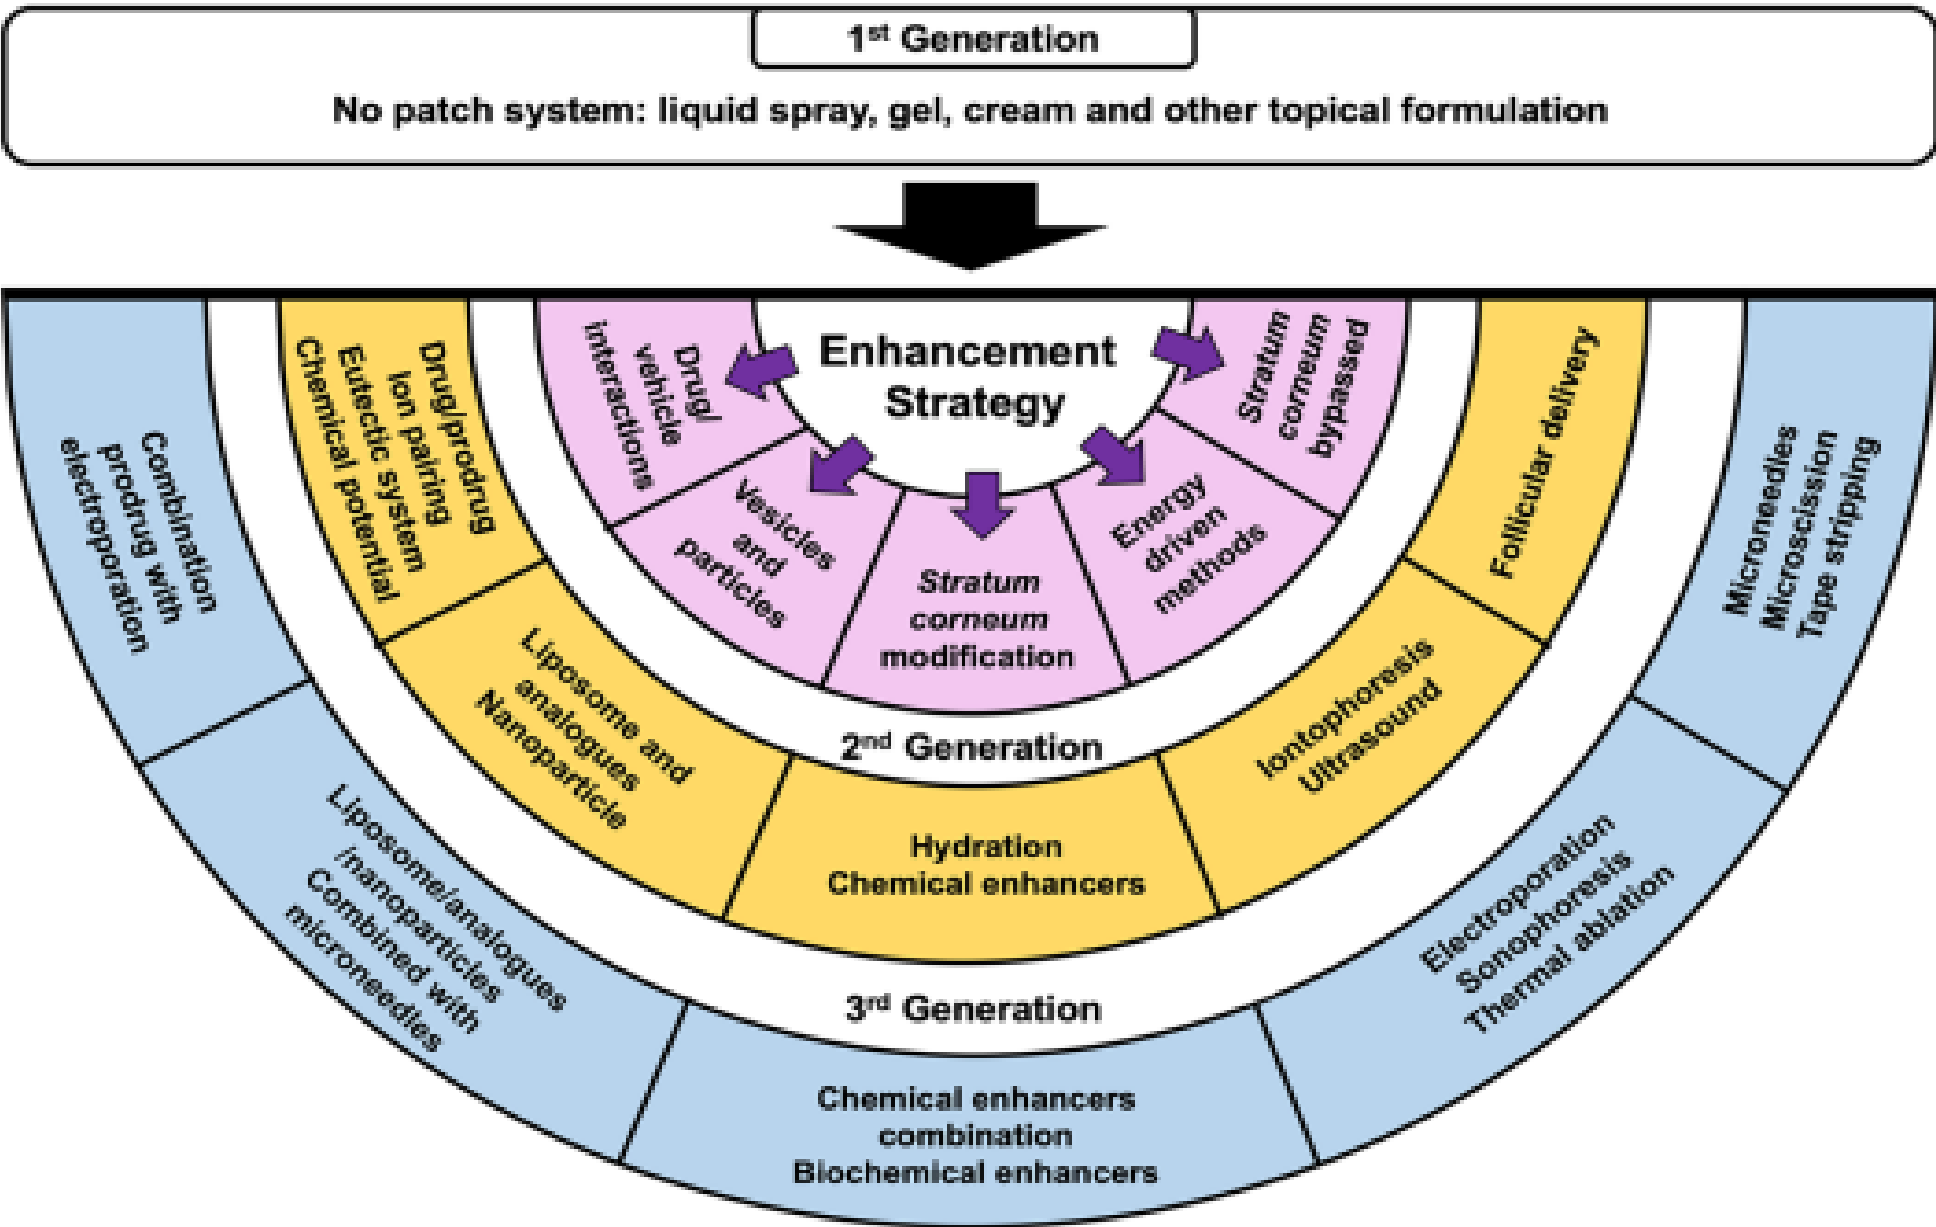 1st Generation
No patch system: liquid spray, gel, cream and other topical formulation
Enhancement
Strategy
Drug/
vehicle
interactions
Vesicles
and
particles
Stratum
corneum
modification
Energy
driven
methods
Stratum
corneum
bypassed
2nd Generation
Drug/prodrug
Ion pairing
Eutectic system
Chemical potential
Liposome and
analogues
Nanoparticle
Hydration
Chemical enhancers
Iontophoresis
Ultrasound
Follicular delivery
3rd Generation
Combination
prodrug with
electroporation
Liposome/analogues
/nanoparticles
Combined with
microneedles
Chemical enhancers
combination
Biochemical enhancers
Electroporation
Sonophoresis
Thermal ablation
Microneedles
Microscission
Tape stripping